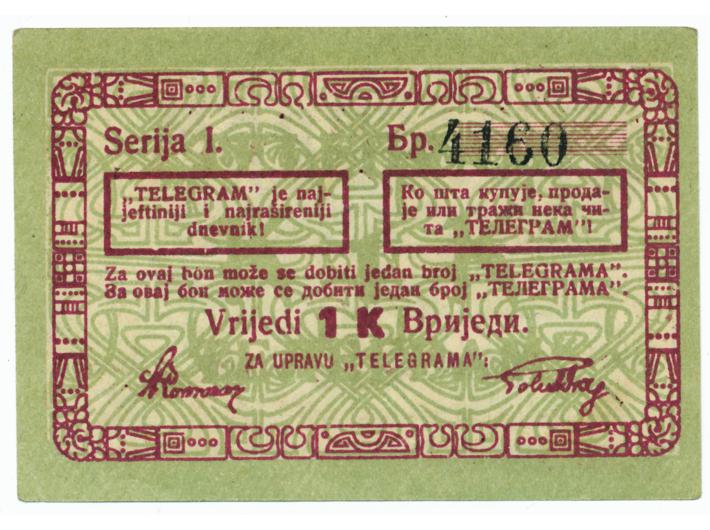 Serija I.
Бр. 4160
„TELEGRAM” je naj-
jeftiniji i najrašireniji
dnevnik!
Ко шта купује, прода-
је или тражи нека чи-
та „ТЕЛЕГРАМ”!
Za ovaj bon može se dobiti jedan broj „TELEGRAMA”.
За овај бон може се добити један број „ТЕЛЕГРАМА”.
Vrijedi 1 K Вриједи.
ZA UPRAVU „TELEGRAMA”: